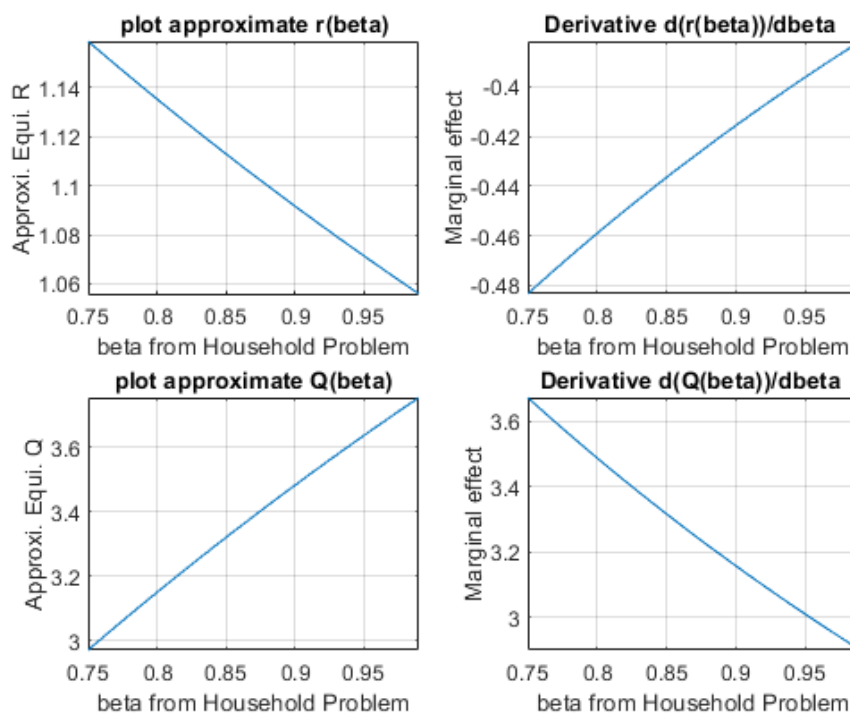 plot approximate r(beta)
Approxi. Equi. R
1.14
1.12
1.1
1.08
1.06
0.75 0.8 0.85 0.9 0.95
beta from Household Problem
Derivative d(r(beta))/dbeta
Marginal effect
-0.4
-0.42
-0.44
-0.46
-0.48
0.75 0.8 0.85 0.9 0.95
beta from Household Problem
plot approximate Q(beta)
Approxi. Equi. Q
3.6
3.4
3.2
3
0.75 0.8 0.85 0.9 0.95
beta from Household Problem
Derivative d(Q(beta))/dbeta
Marginal effect
3.6
3.4
3.2
3
0.75 0.8 0.85 0.9 0.95
beta from Household Problem